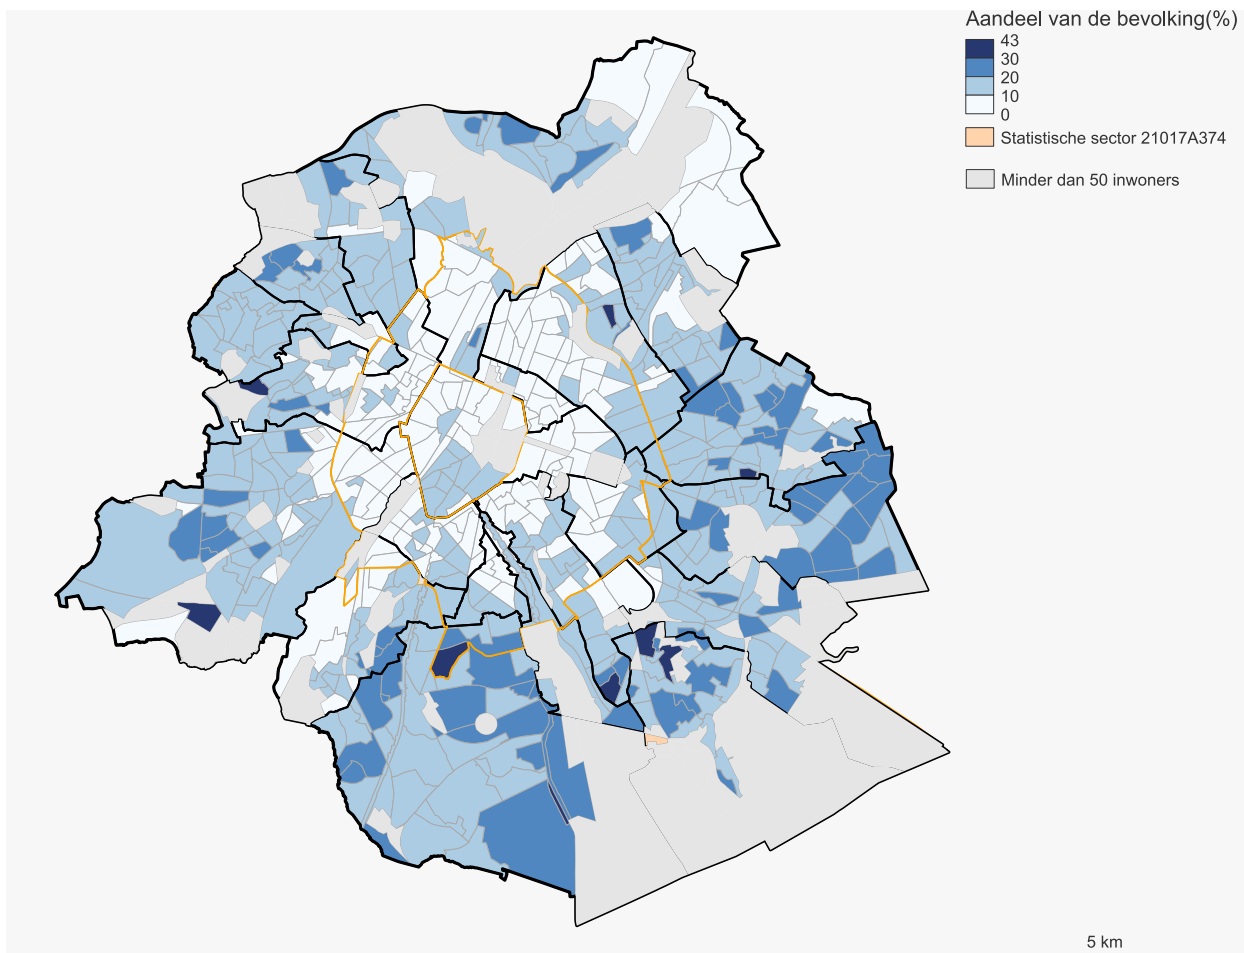 Aandeel van de bevolking(%)
43
30
20
10
0
Statistische sector 21017A374
Minder dan 50 inwoners
5 km